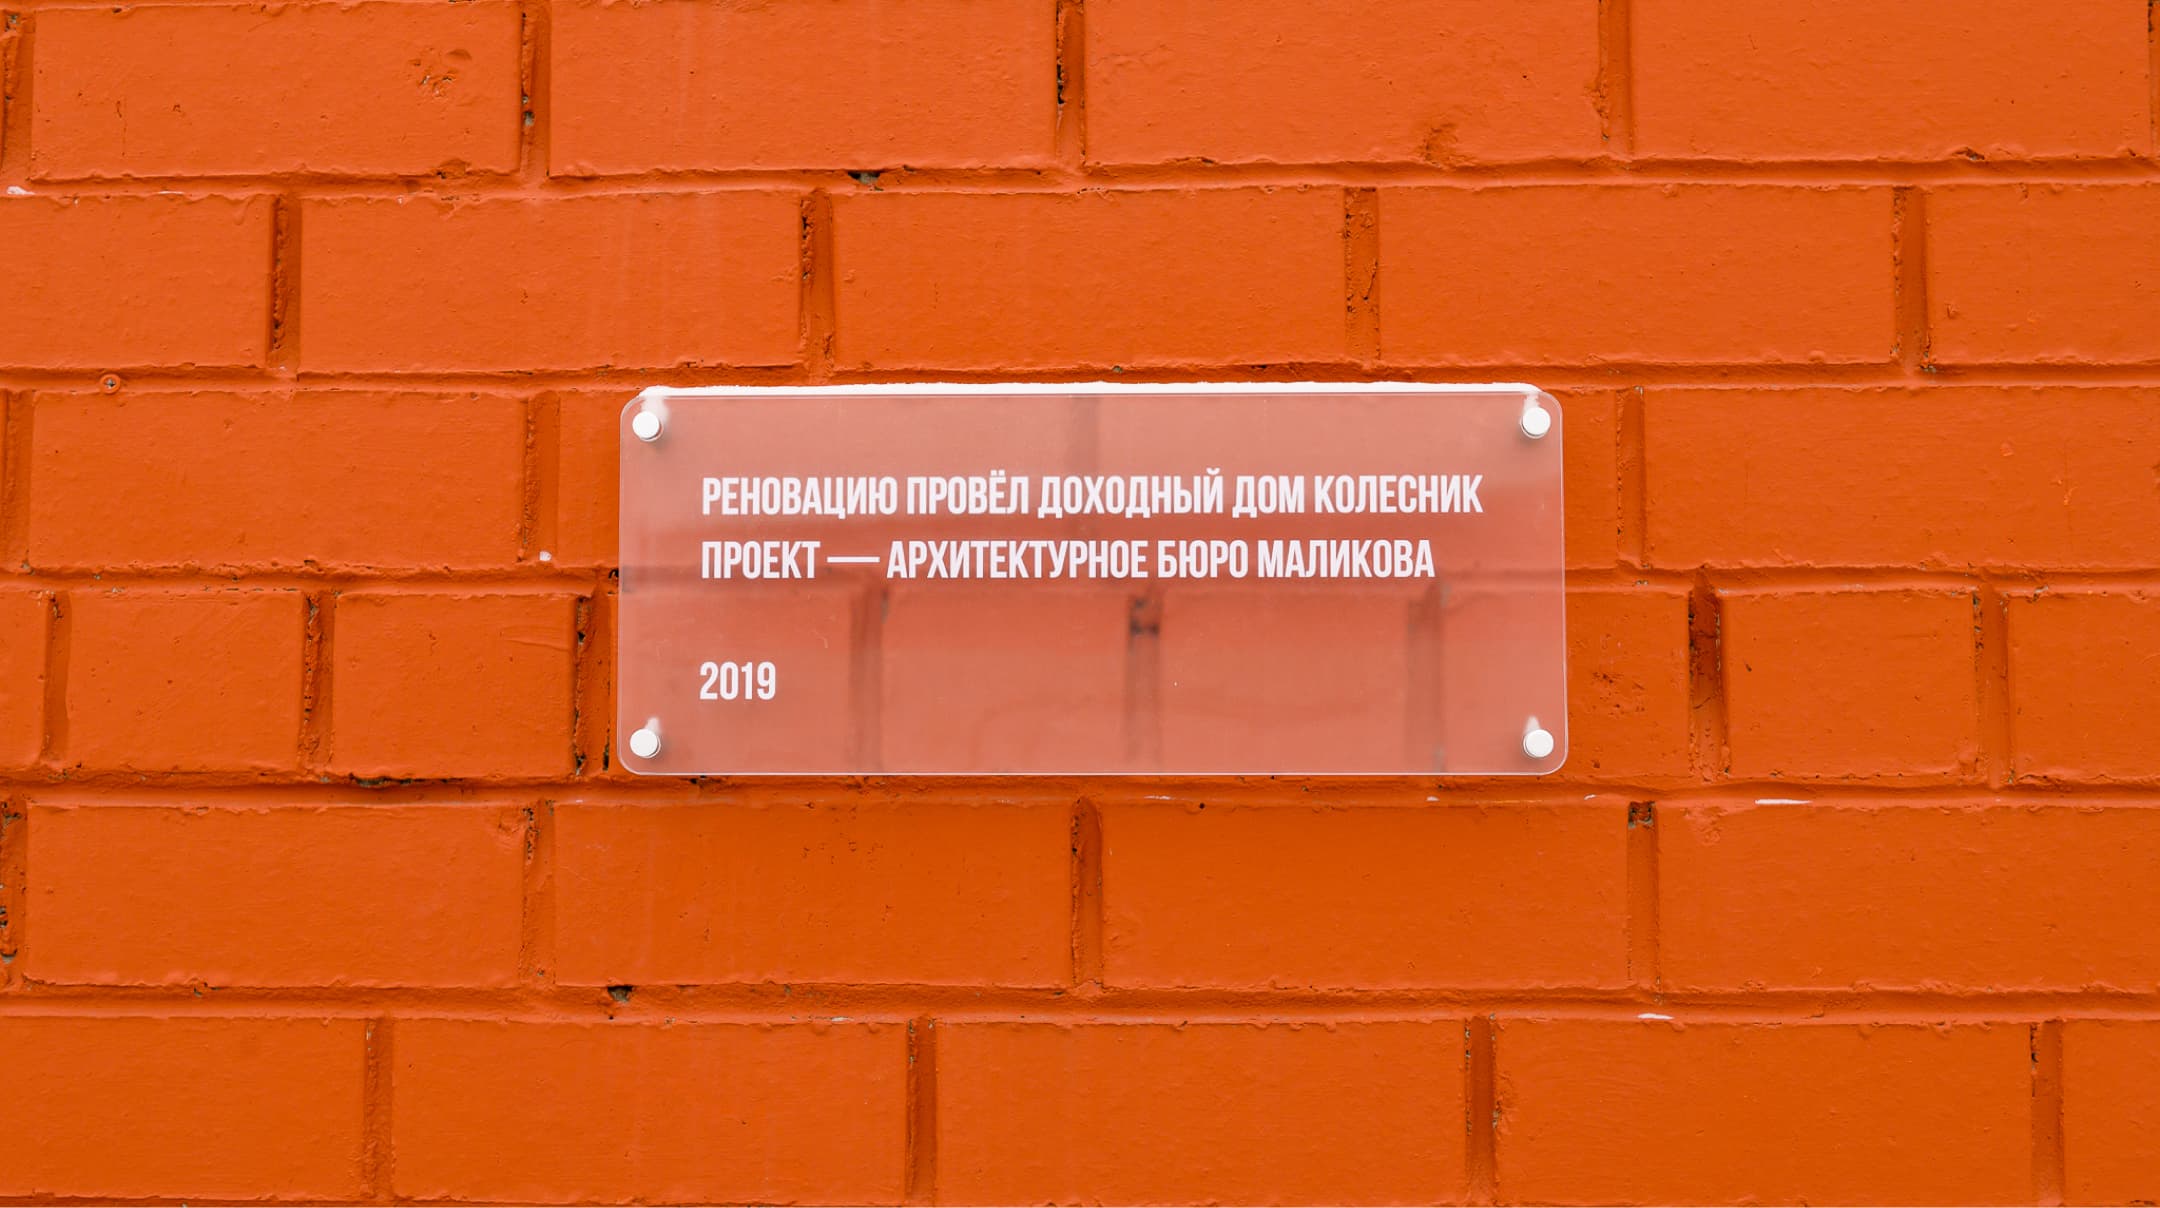 РЕНОВАЦИЮ ПРОВЁЛ ДОХОДНЫЙ ДОМ КОЛЕСНИК
ПРОЕКТ — АРХИТЕКТУРНОЕ БЮРО МАЛИКОВА
2019